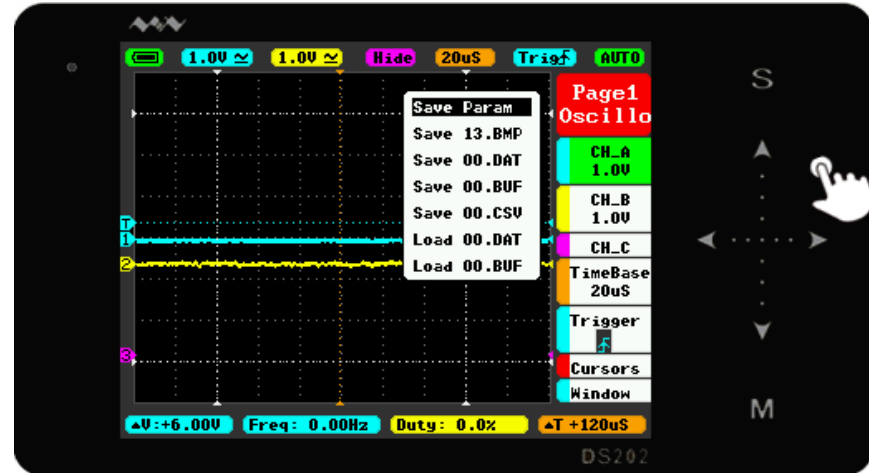 1.0V 1.0V Hide 20uS Trig AUTO
Save Param
Save 13.BMP
Save 00.DAT
Save 00.BUF
Save 00.CSV
Load 00.DAT
Load 00.BUF
Page1
Oscillo
CH_A
1.0V
CH_B
1.0V
CH_C
TimeBase
20uS
Trigger
Cursors
Window
T
1
2
3
▲V:+6.00V Freq: 0.00Hz Duty: 0.0% ▲T +120uS
S
M
DS202